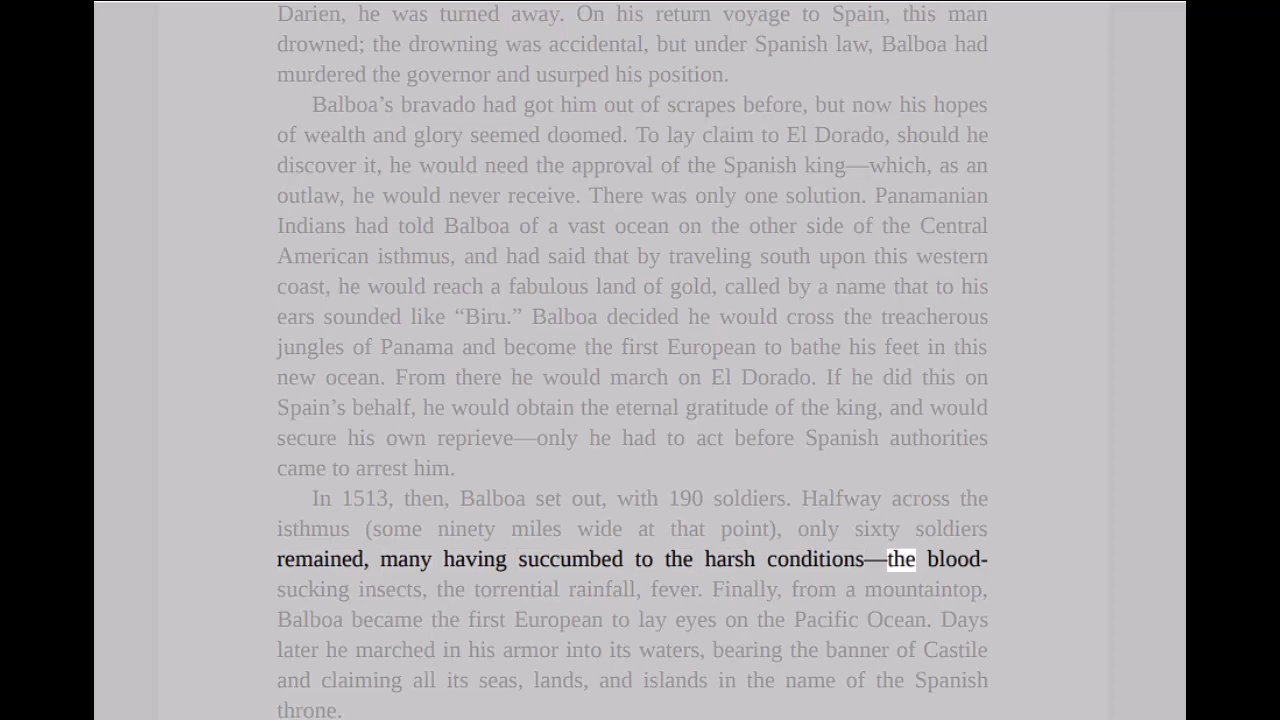 Darien, he was turned away. On his return voyage to Spain, this man
drowned; the drowning was accidental, but under Spanish law, Balboa had
murdered the governor and usurped his position.
Balboa’s bravado had got him out of scrapes before, but now his hopes
of wealth and glory seemed doomed. To lay claim to El Dorado, should he
discover it, he would need the approval of the Spanish king—which, as an
outlaw, he would never receive. There was only one solution. Panamanian
Indians had told Balboa of a vast ocean on the other side of the Central
American isthmus, and had said that by traveling south upon this western
coast, he would reach a fabulous land of gold, called by a name that to his
ears sounded like “Biru.” Balboa decided he would cross the treacherous
jungles of Panama and become the first European to bathe his feet in this
new ocean. From there he would march on El Dorado. If he did this on
Spain’s behalf, he would obtain the eternal gratitude of the king, and would
secure his own reprieve—only he had to act before Spanish authorities
came to arrest him.
In 1513, then, Balboa set out, with 190 soldiers. Halfway across the
isthmus (some ninety miles wide at that point), only sixty soldiers
remained, many having succumbed to the harsh conditions—the blood-
sucking insects, the torrential rainfall, fever. Finally, from a mountaintop,
Balboa became the first European to lay eyes on the Pacific Ocean. Days
later he marched in his armor into its waters, bearing the banner of Castile
and claiming all its seas, lands, and islands in the name of the Spanish
throne.